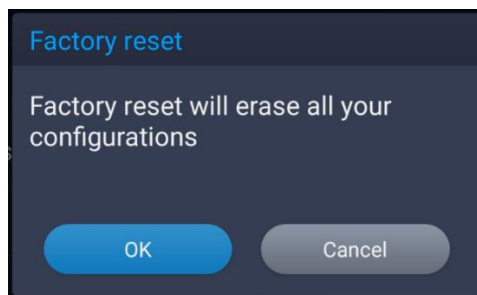 Factory reset
Factory reset will erase all your
configurations
OK
Cancel